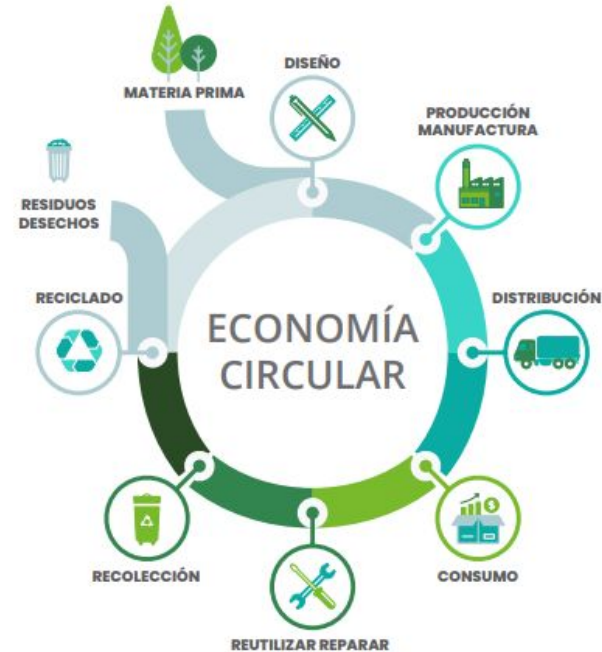 MATERIA PRIMA
DISEÑO
PRODUCCIÓN
MANUFACTURA
DISTRIBUCIÓN
CONSUMO
REUTILIZAR REPARAR
RECOLECCIÓN
RECICLADO
RESIDUOS
DESECHOS
ECONOMÍA
CIRCULAR